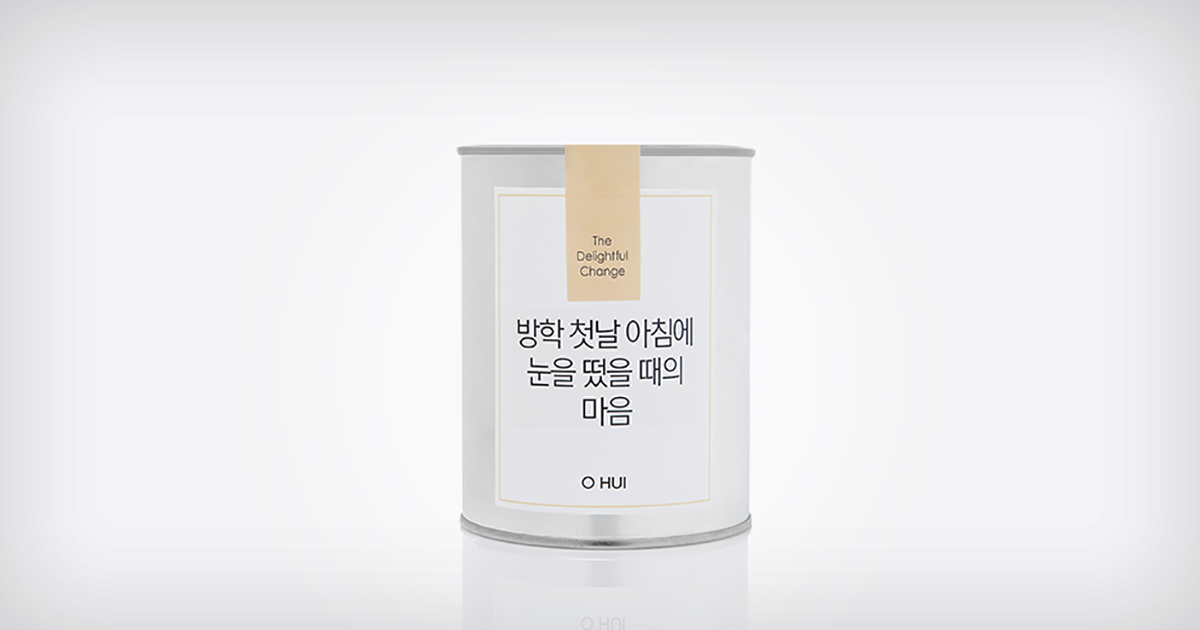 The
Delightful
Change
방학 첫날 아침에
눈을 떴을 때의
마음
O HUI
O HUI